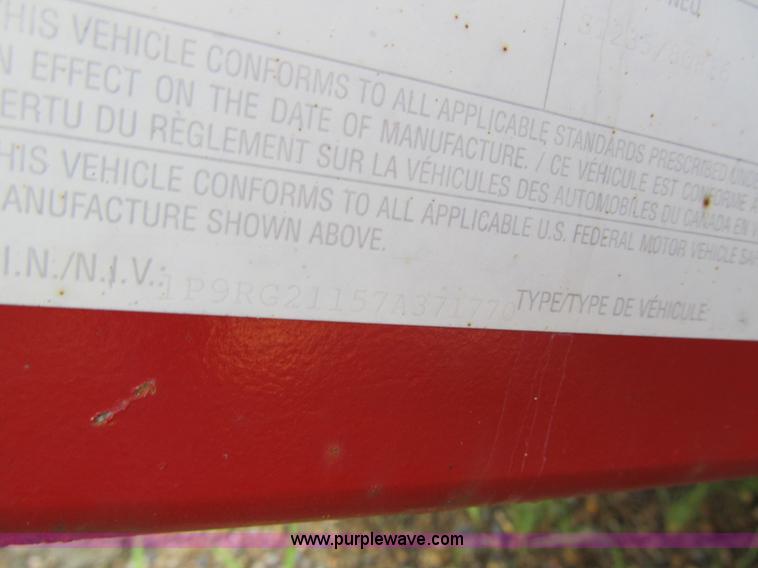 THIS VEHICLE CONFORMS TO ALL APPLICABLE STANDARDS PRESCRIBED UNDE
N EFFECT ON THE DATE OF MANUFACTURE. / CE VÉHICULE EST CONFORME A
ERTU DU RÈGLEMENT SUR LA VÉHICULES DES AUTOMOBILES DU CANADA EN V
HIS VEHICLE CONFORMS TO ALL APPLICABLE U.S. FEDERAL MOTOR VEHICLE SAF
ANUFACTURE SHOWN ABOVE.
I.N./N.I.V.: 1P9RG21157A371770 TYPE/TYPE DE VÉHICULE:
www.purplewave.com